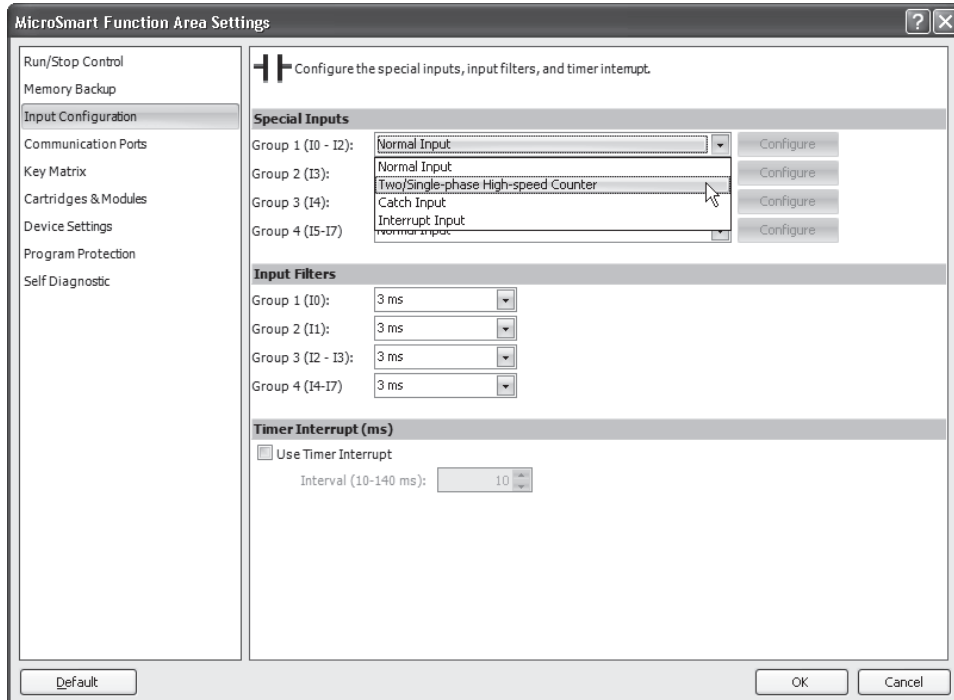 MicroSmart Function Area Settings
Run/Stop Control
Memory Backup
Input Configuration
Communication Ports
Key Matrix
Cartridges & Modules
Device Settings
Program Protection
Self Diagnostic
Configure the special inputs, input filters, and timer interrupt.
Special Inputs
Group 1 (I0 - I2): Normal Input Configure
Normal Input
Group 2 (I3): Two/Single-phase High-speed Counter Configure
Group 3 (I4): Catch Input Configure
Interrupt Input
Group 4 (I5-I7) Normal Input Configure
Input Filters
Group 1 (I0): 3 ms
Group 2 (I1): 3 ms
Group 3 (I2 - I3): 3 ms
Group 4 (I4-I7) 3 ms
Timer Interrupt (ms)
Use Timer Interrupt
Interval (10-140 ms): 10
Default OK Cancel